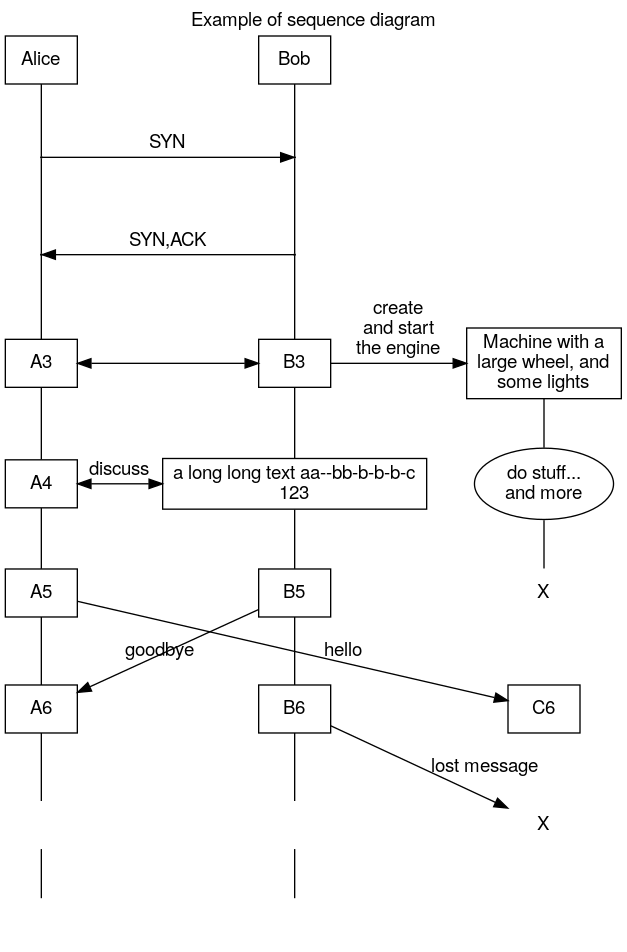 Example of sequence diagram
Alice
Bob
SYN
SYN,ACK
create
and start
the engine
A3
B3
Machine with a
large wheel, and
some lights
A4
discuss
a long long text aa--bb-b-b-b-c
123
do stuff...
and more
A5
B5
X
goodbye
hello
A6
B6
C6
lost message
X